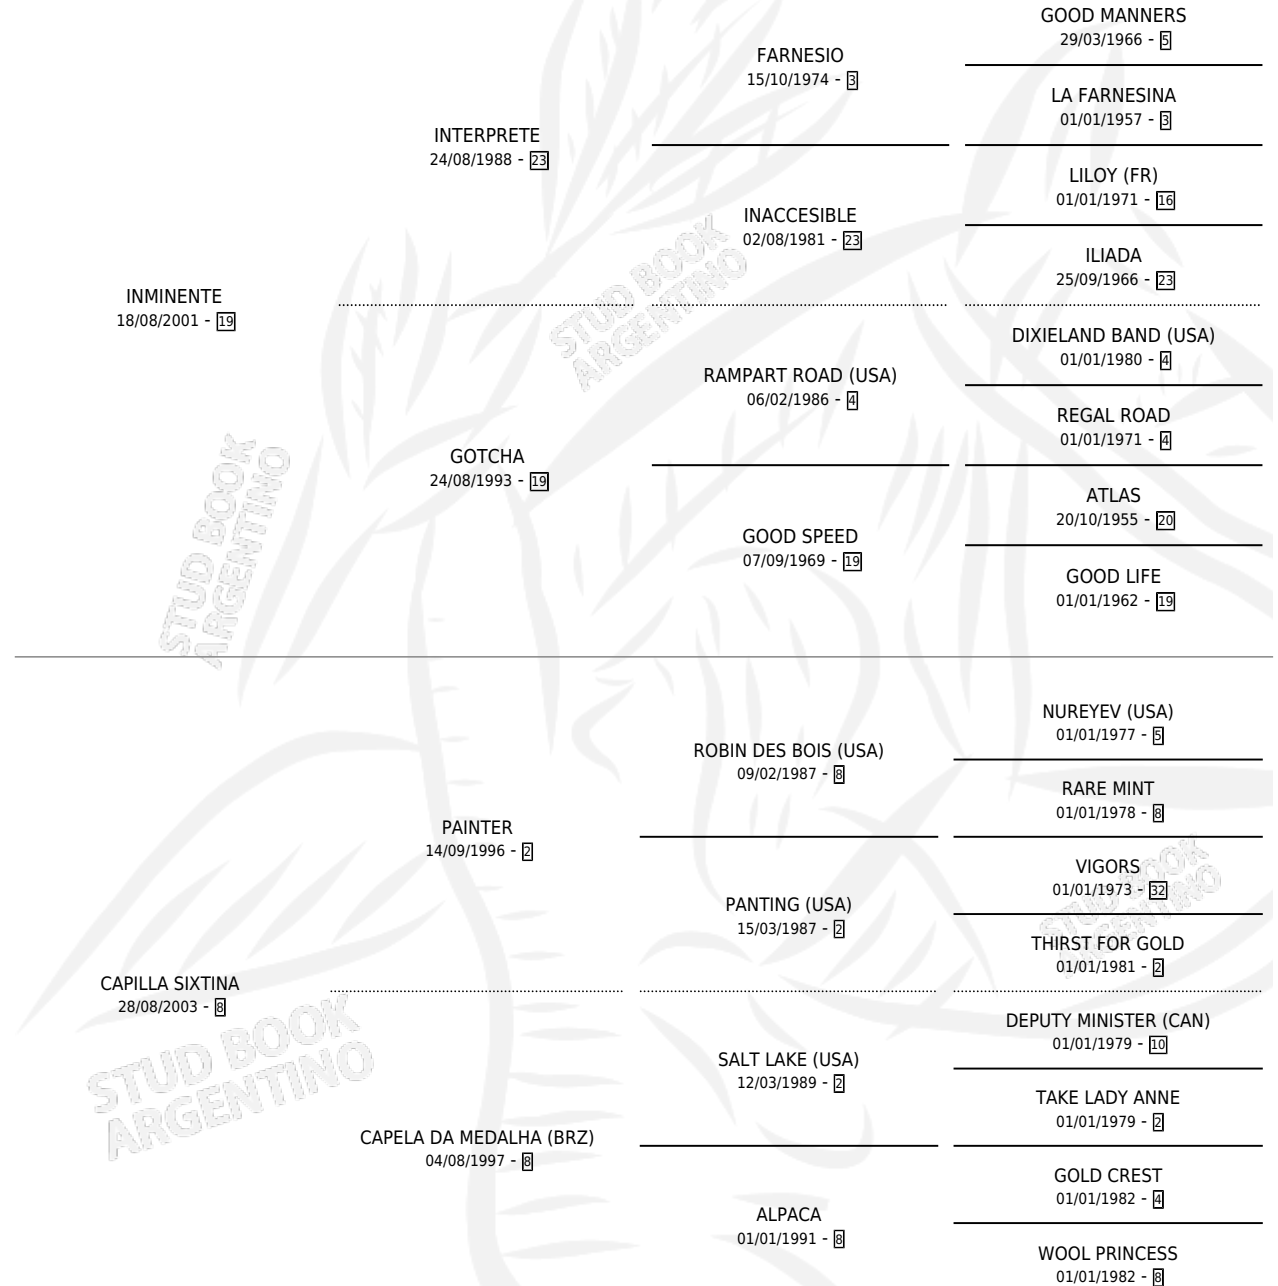 GOOD MANNERS
29/03/1966 - 5
FARNESIO
15/10/1974 - 3
LA FARNESINA
01/01/1957 - 3
INTERPRETE
24/08/1988 - 23
LILOY (FR)
01/01/1971 - 16
INACCESIBLE
02/08/1981 - 23
ILIADA
25/09/1966 - 23
INMINENTE
18/08/2001 - 19
DIXIELAND BAND (USA)
01/01/1980 - 4
RAMPART ROAD (USA)
06/02/1986 - 4
REGAL ROAD
01/01/1971 - 4
GOTCHA
24/08/1993 - 19
ATLAS
20/10/1955 - 20
GOOD SPEED
07/09/1969 - 19
GOOD LIFE
01/01/1962 - 19
STUD BOOK
ARGENTINO
STUD BOOK
ARGENTINO
NUREYEV (USA)
01/01/1977 - 5
ROBIN DES BOIS (USA)
09/02/1987 - 8
RARE MINT
01/01/1978 - 8
PAINTER
14/09/1996 - 2
VIGORS
01/01/1973 - 32
PANTING (USA)
15/03/1987 - 2
THIRST FOR GOLD
01/01/1981 - 2
CAPILLA SIXTINA
28/08/2003 - 8
DEPUTY MINISTER (CAN)
01/01/1979 - 10
SALT LAKE (USA)
12/03/1989 - 2
TAKE LADY ANNE
01/01/1979 - 2
CAPELA DA MEDALHA (BRZ)
04/08/1997 - 8
GOLD CREST
01/01/1982 - 4
ALPACA
01/01/1991 - 8
WOOL PRINCESS
01/01/1982 - 8
STUD BOOK
ARGENTINO
STUD BOOK
ARGENTINO